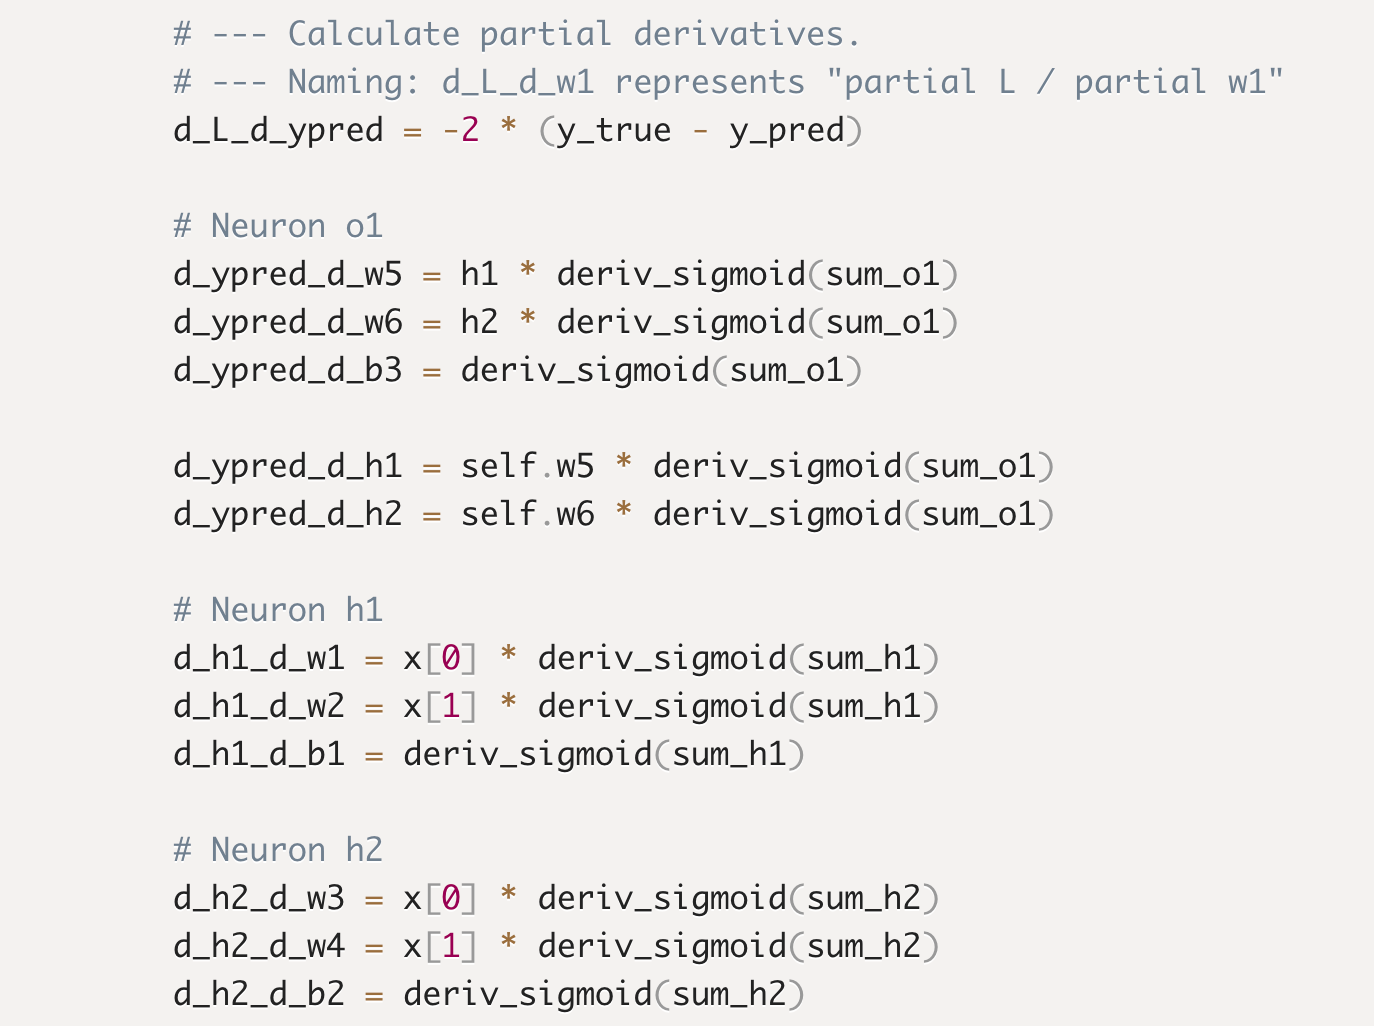 # --- Calculate partial derivatives.
# --- Naming: d_L_d_w1 represents "partial L / partial w1"
d_L_d_ypred = -2 * (y_true - y_pred)
# Neuron o1
d_ypred_d_w5 = h1 * deriv_sigmoid(sum_o1)
d_ypred_d_w6 = h2 * deriv_sigmoid(sum_o1)
d_ypred_d_b3 = deriv_sigmoid(sum_o1)
d_ypred_d_h1 = self.w5 * deriv_sigmoid(sum_o1)
d_ypred_d_h2 = self.w6 * deriv_sigmoid(sum_o1)
# Neuron h1
d_h1_d_w1 = x[0] * deriv_sigmoid(sum_h1)
d_h1_d_w2 = x[1] * deriv_sigmoid(sum_h1)
d_h1_d_b1 = deriv_sigmoid(sum_h1)
# Neuron h2
d_h2_d_w3 = x[0] * deriv_sigmoid(sum_h2)
d_h2_d_w4 = x[1] * deriv_sigmoid(sum_h2)
d_h2_d_b2 = deriv_sigmoid(sum_h2)